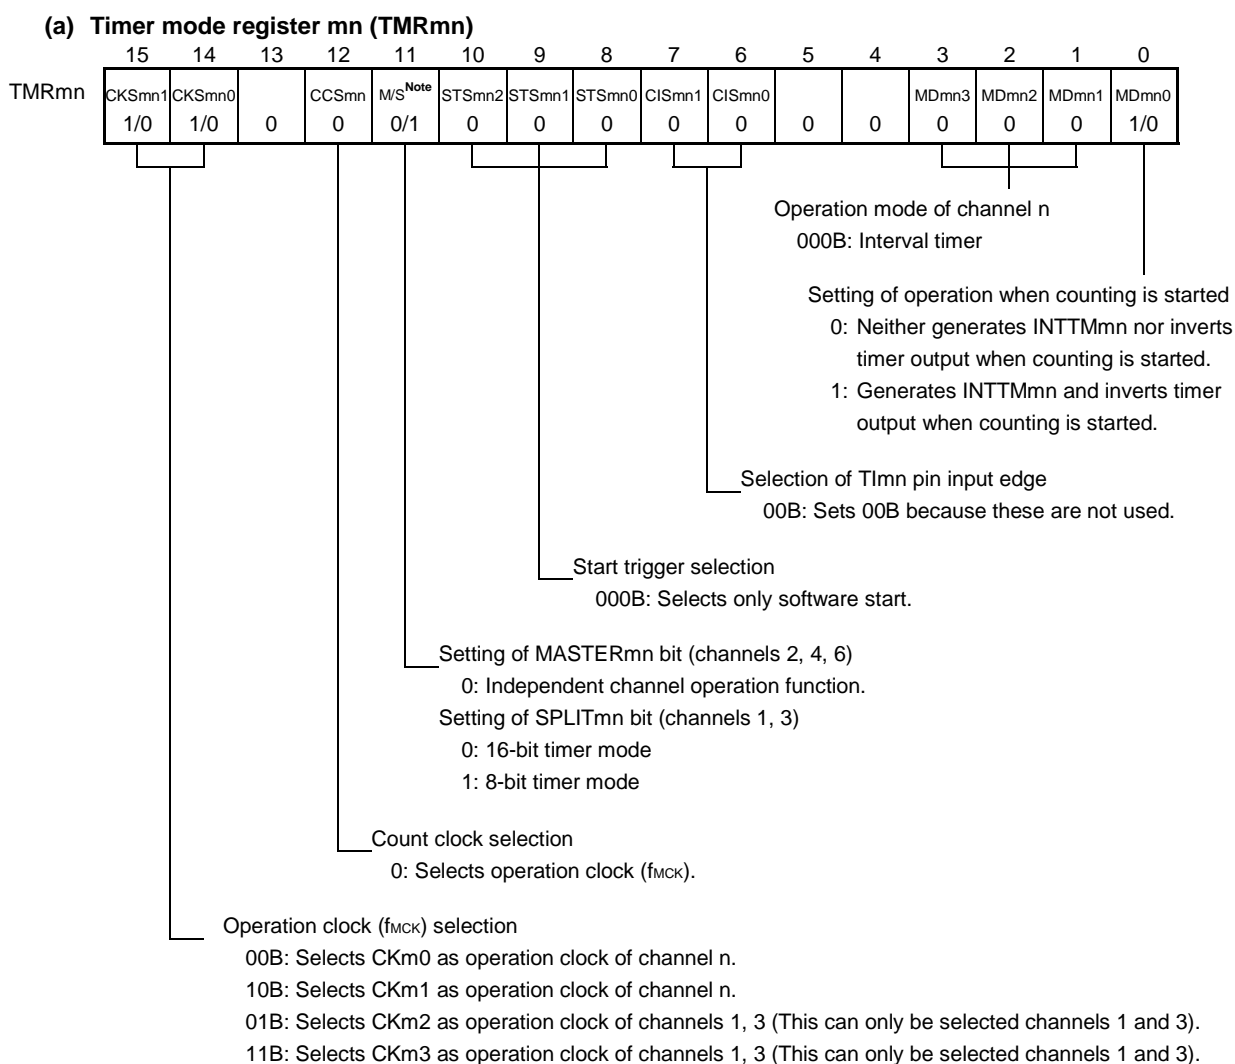 (a) Timer mode register mn (TMRmn)
15 14 13 12 11 10 9 8 7 6 5 4 3 2 1 0
TMRmn CKSmn1 CKSmn0 CCSmn M/SNote STSmn2 STSmn1 STSmn0 CISmn1 CISmn0 MDmn3 MDmn2 MDmn1 MDmn0
1/0 1/0 0 0 0/1 0 0 0 0 0 0 0 0 0 0 1/0
Operation mode of channel n
000B: Interval timer
Setting of operation when counting is started
0: Neither generates INTTMmn nor inverts
timer output when counting is started.
1: Generates INTTMmn and inverts timer
output when counting is started.
Selection of TImn pin input edge
00B: Sets 00B because these are not used.
Start trigger selection
000B: Selects only software start.
Setting of MASTERmn bit (channels 2, 4, 6)
0: Independent channel operation function.
Setting of SPLITmn bit (channels 1, 3)
0: 16-bit timer mode
1: 8-bit timer mode
Count clock selection
0: Selects operation clock (fMCK).
Operation clock (fMCK) selection
00B: Selects CKm0 as operation clock of channel n.
10B: Selects CKm1 as operation clock of channel n.
01B: Selects CKm2 as operation clock of channels 1, 3 (This can only be selected channels 1 and 3).
11B: Selects CKm3 as operation clock of channels 1, 3 (This can only be selected channels 1 and 3).